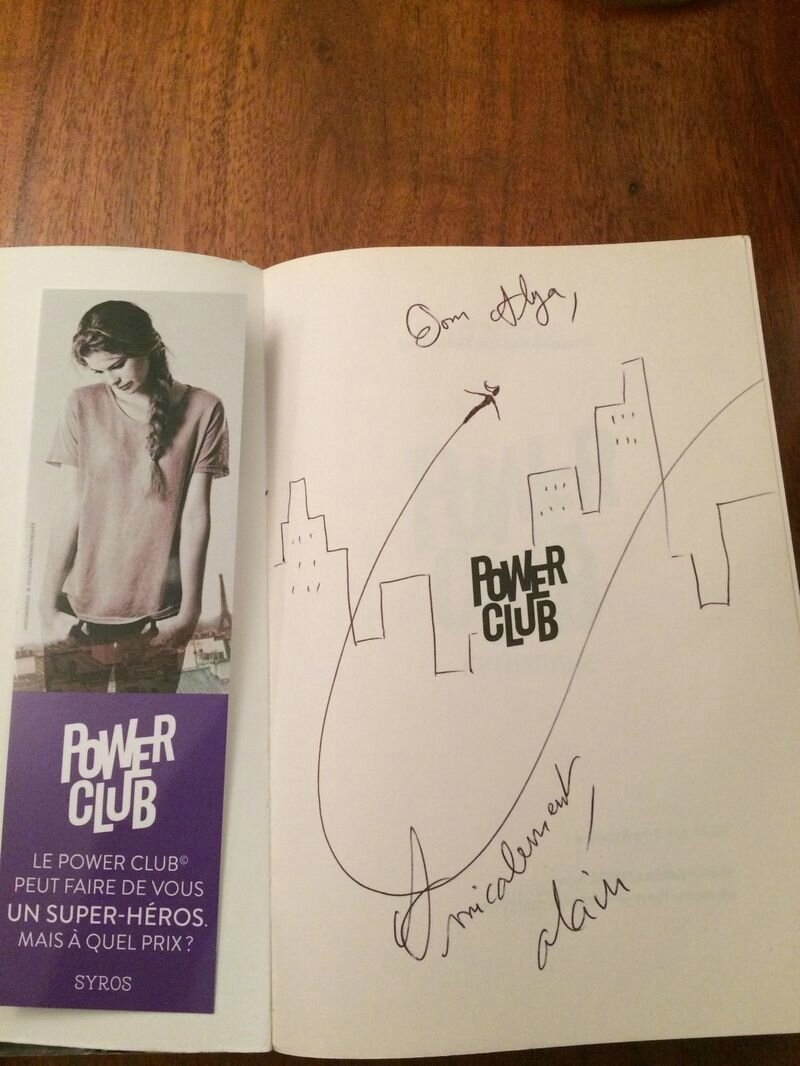 POWER
CLUB
LE POWER CLUB©
PEUT FAIRE DE VOUS
UN SUPER-HÉROS.
MAIS À QUEL PRIX ?
SYROS
Pour Alya,
POWER
CLUB
Amicalement,
alain